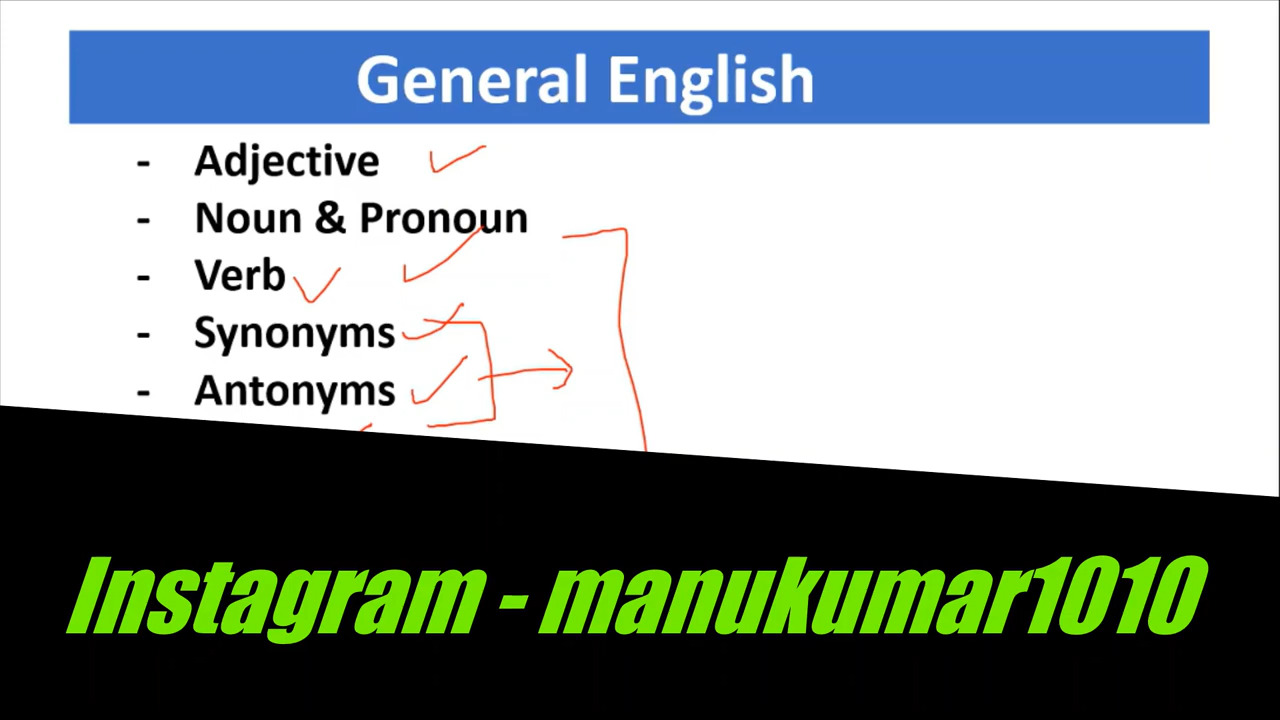 General English
- Adjective
- Noun & Pronoun
- Verb
- Synonyms
- Antonyms
Instagram - manukumar1010